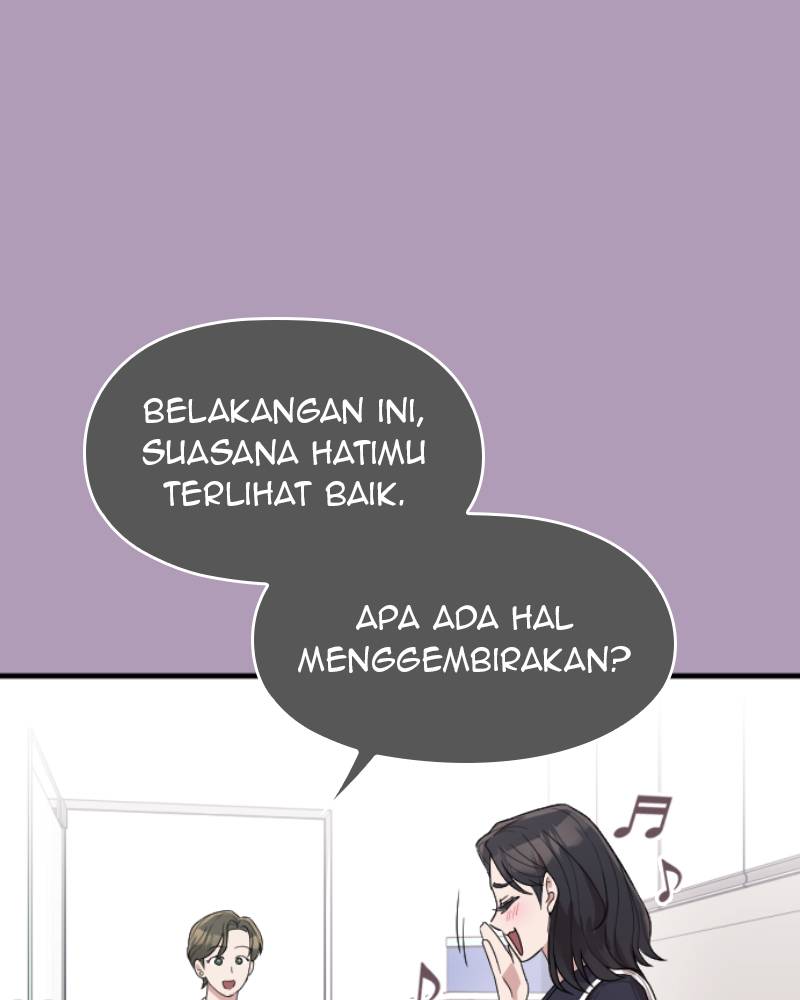 BELAKANGAN INI,
SUASANA HATIMU
TERLIHAT BAIK.
APA ADA HAL
MENGGEMBIRAKAN?